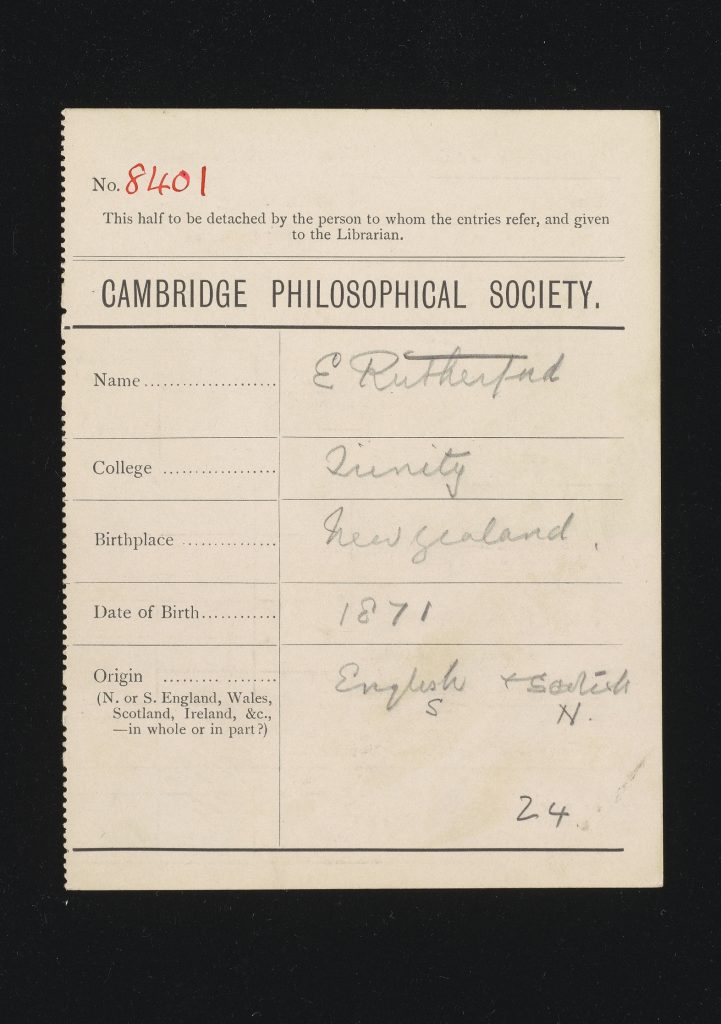 No. 8401
This half to be detached by the person to whom the entries refer, and given
to the Librarian.
CAMBRIDGE PHILOSOPHICAL SOCIETY.
Name.................... E Rutherford
College ................. Trinity
Birthplace .............. New Zealand.
Date of Birth............ 1871
Origin ......... ........ English + Scotich
(N. or S. England, Wales, S N.
Scotland, Ireland, &c.,
—in whole or in part?)
24